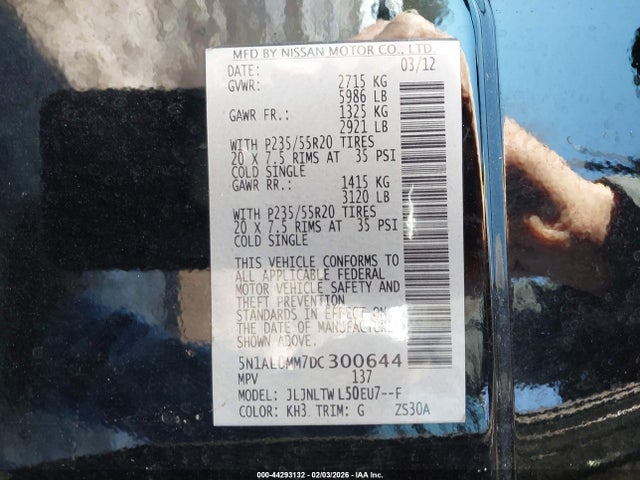 MFD BY NISSAN MOTOR CO., LTD.
DATE: 03/12
GVWR: 2715 KG
5986 LB
GAWR FR.: 1325 KG
2921 LB
WITH P235/55R20 TIRES
20 X 7.5 RIMS AT 35 PSI
COLD SINGLE
GAWR RR.: 1415 KG
3120 LB
WITH P235/55R20 TIRES
20 X 7.5 RIMS AT 35 PSI
COLD SINGLE
THIS VEHICLE CONFORMS TO
ALL APPLICABLE FEDERAL
MOTOR VEHICLE SAFETY AND
THEFT PREVENTION
STANDARDS IN EFFECT ON
THE DATE OF MANUFACTURE
5N1AL0MM7DC300644
MPV 137
MODEL: JLJNLTW L50EU7--F
COLOR: KH3 TRIM: G ZS30A
000-44293132 - 02/03/2026 - IAA Inc.